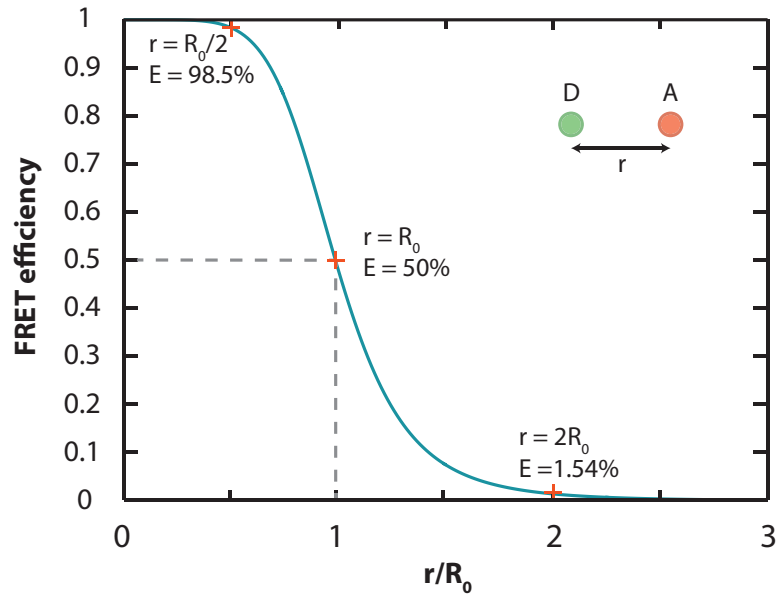 1
r = R₀/2
E = 98.5%
0.9
D A
0.8
r
0.7
FRET efficiency
0.6
r = R₀
0.5
E = 50%
0.4
0.3
0.2
r = 2R₀
0.1
E =1.54%
0
0 1 2 3
r/R₀